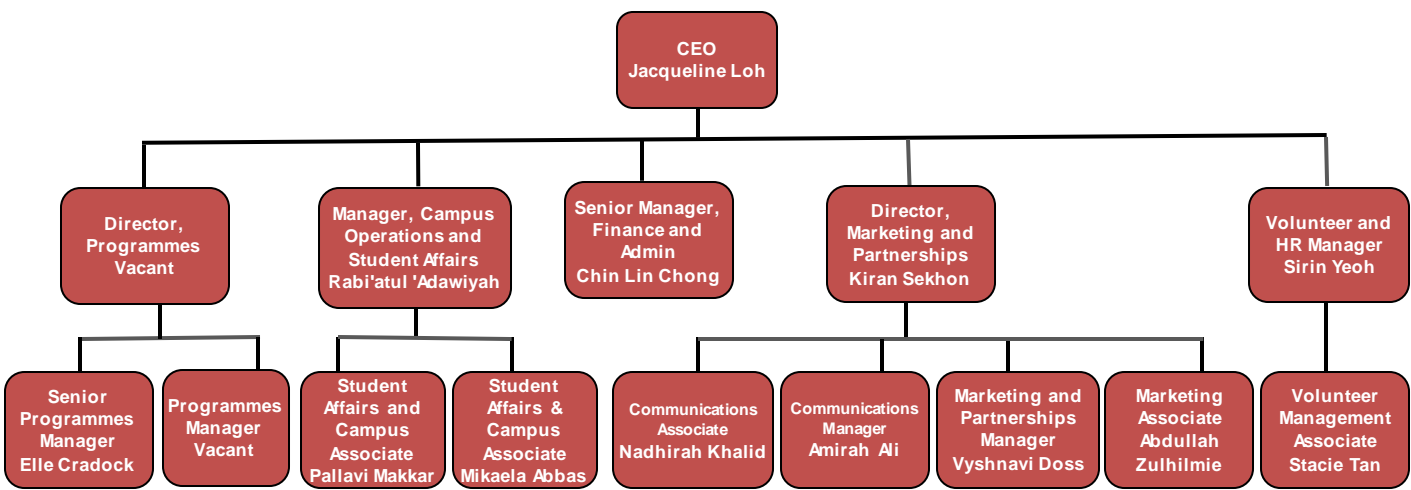 CEO
Jacqueline Loh
Director,
Programmes
Vacant
Manager, Campus
Operations and
Student Affairs
Rabi'atul 'Adawiyah
Senior Manager,
Finance and
Admin
Chin Lin Chong
Director,
Marketing and
Partnerships
Kiran Sekhon
Volunteer and
HR Manager
Sirin Yeoh
Senior
Programmes
Manager
Elle Cradock
Programmes
Manager
Vacant
Student
Affairs and
Campus
Associate
Pallavi Makkar
Student
Affairs &
Campus
Associate
Mikaela Abbas
Communications
Associate
Nadhirah Khalid
Communications
Manager
Amirah Ali
Marketing and
Partnerships
Manager
Vyshnavi Doss
Marketing
Associate
Abdullah
Zulhilmie
Volunteer
Management
Associate
Stacie Tan